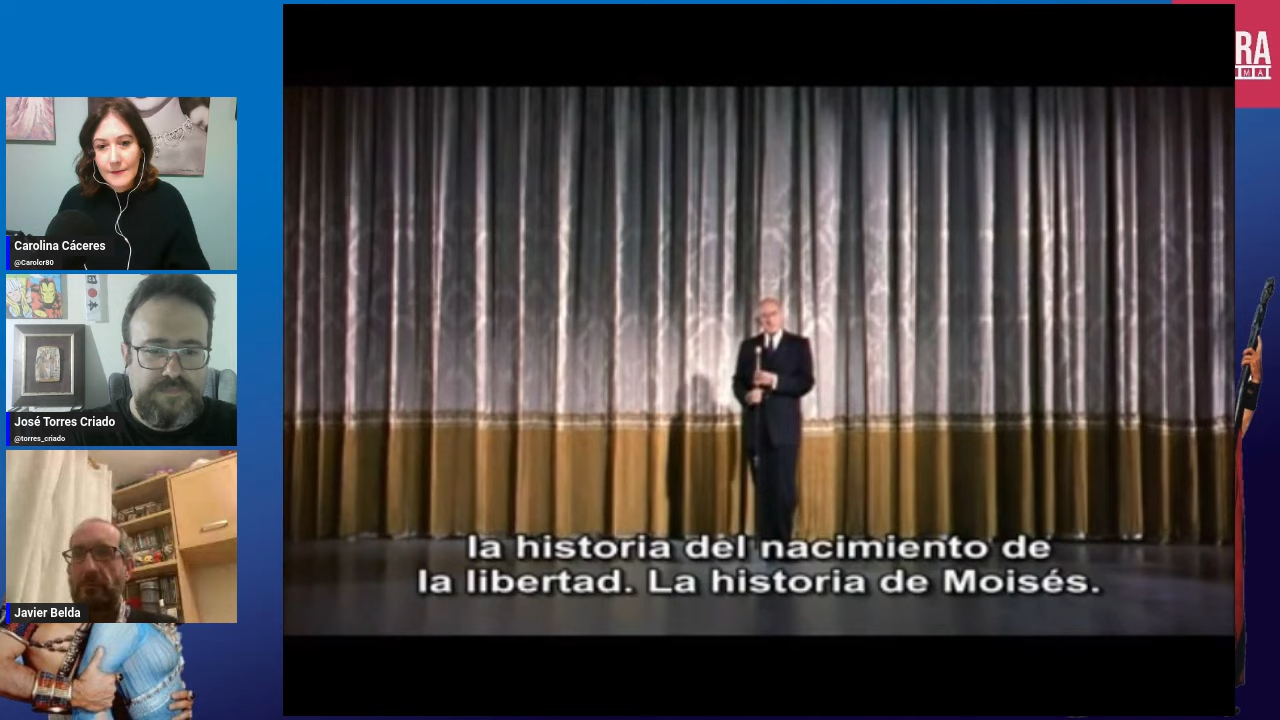 RA
Carolina Cáceres
@Carolcr80
José Torres Criado
@torres_criado
Javier Belda
la historia del nacimiento de
la libertad. La historia de Moisés.